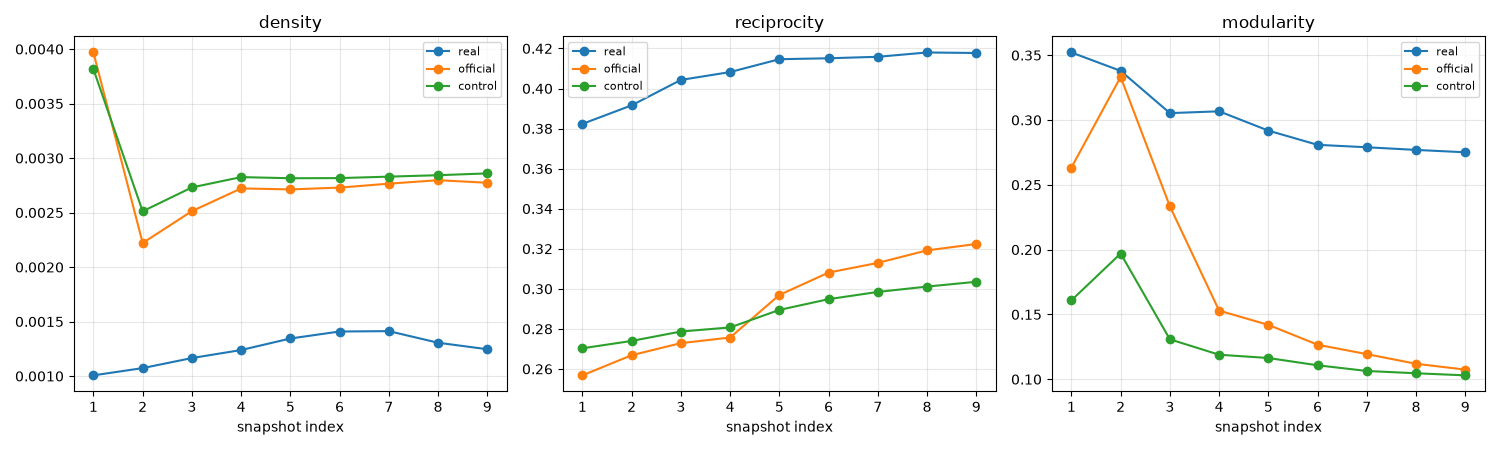 density
0.0040
0.0035
0.0030
0.0025
0.0020
0.0015
0.0010
real
official
control
1 2 3 4 5 6 7 8 9
snapshot index
reciprocity
0.42
0.40
0.38
0.36
0.34
0.32
0.30
0.28
0.26
real
official
control
1 2 3 4 5 6 7 8 9
snapshot index
modularity
0.35
0.30
0.25
0.20
0.15
0.10
real
official
control
1 2 3 4 5 6 7 8 9
snapshot index